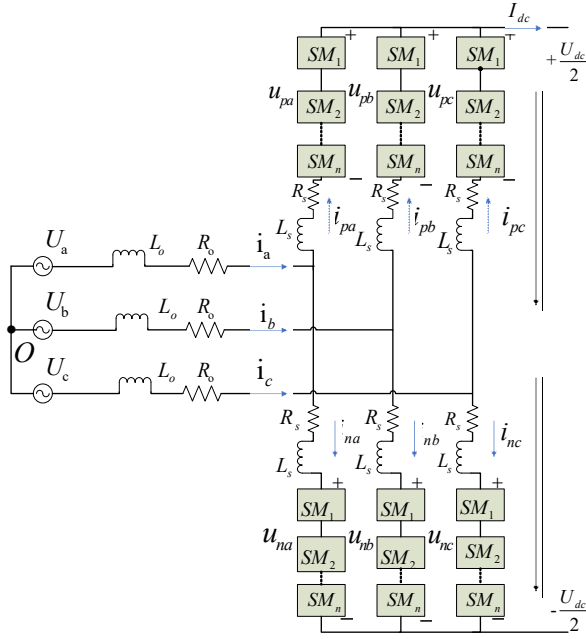 I_dc
+ + +
SM_1 SM_1 SM_1
+ U_dc/2
u_pa u_pb u_pc
SM_2 SM_2 SM_2
SM_n SM_n SM_n
− − −
R_s R_s R_s
i_pa i_pb i_pc
L_s L_s L_s
U_a L_o R_o i_a
U_b L_o R_o i_b
O
U_c L_o R_o i_c
R_s R_s R_s
i_na i_nb i_nc
L_s L_s L_s
+ + +
SM_1 SM_1 SM_1
u_na u_nb u_nc
SM_2 SM_2 SM_2
SM_n SM_n SM_n
− − −
- U_dc/2